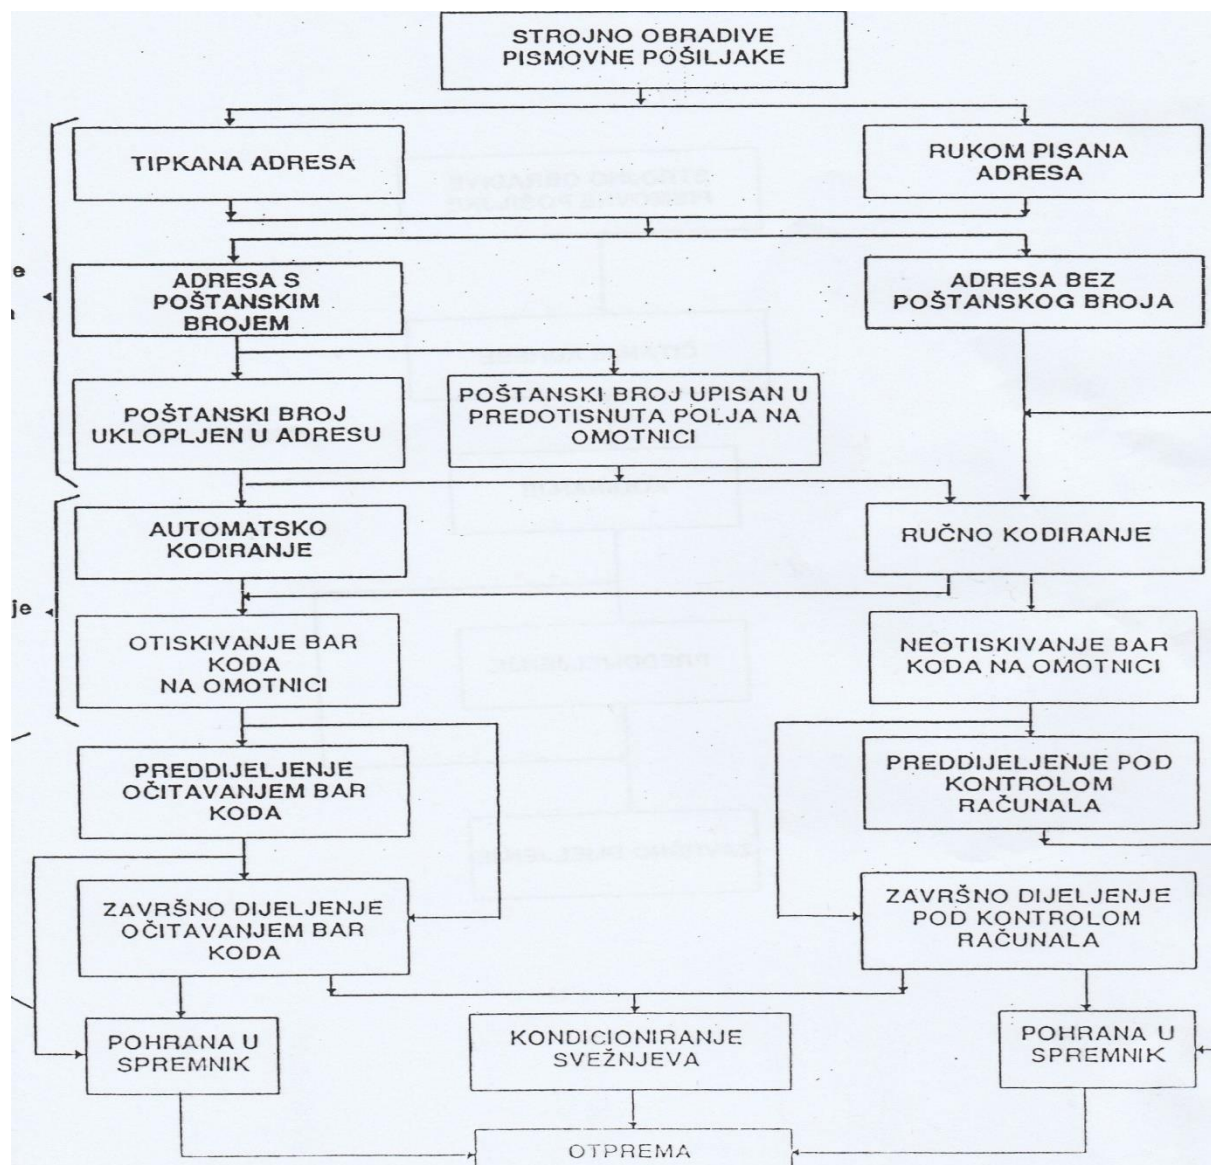 STROJNO OBRADIVE
PISMOVNE POŠILJAKE
TIPKANA ADRESA
RUKOM PISANA
ADRESA
e
ADRESA S
POŠTANSKIM
BROJEM
ADRESA BEZ
POŠTANSKOG BROJA
POŠTANSKI BROJ
UKLOPLJEN U ADRESU
POŠTANSKI BROJ UPISAN U
PREDOTISNUTA POLJA NA
OMOTNICI
AUTOMATSKO
KODIRANJE
RUČNO KODIRANJE
je
OTISKIVANJE BAR
KODA
NA OMOTNICI
NEOTISKIVANJE BAR
KODA NA OMOTNICI
PREDDIJELJENJE
OČITAVANJEM BAR
KODA
PREDDIJELJENJE POD
KONTROLOM
RAČUNALA
ZAVRŠNO DIJELJENJE
OČITAVANJEM BAR
KODA
ZAVRŠNO DIJELJENJE
POD KONTROLOM
RAČUNALA
POHRANA U
SPREMNIK
KONDICIONIRANJE
SVEŽNJEVA
POHRANA U
SPREMNIK
OTPREMA